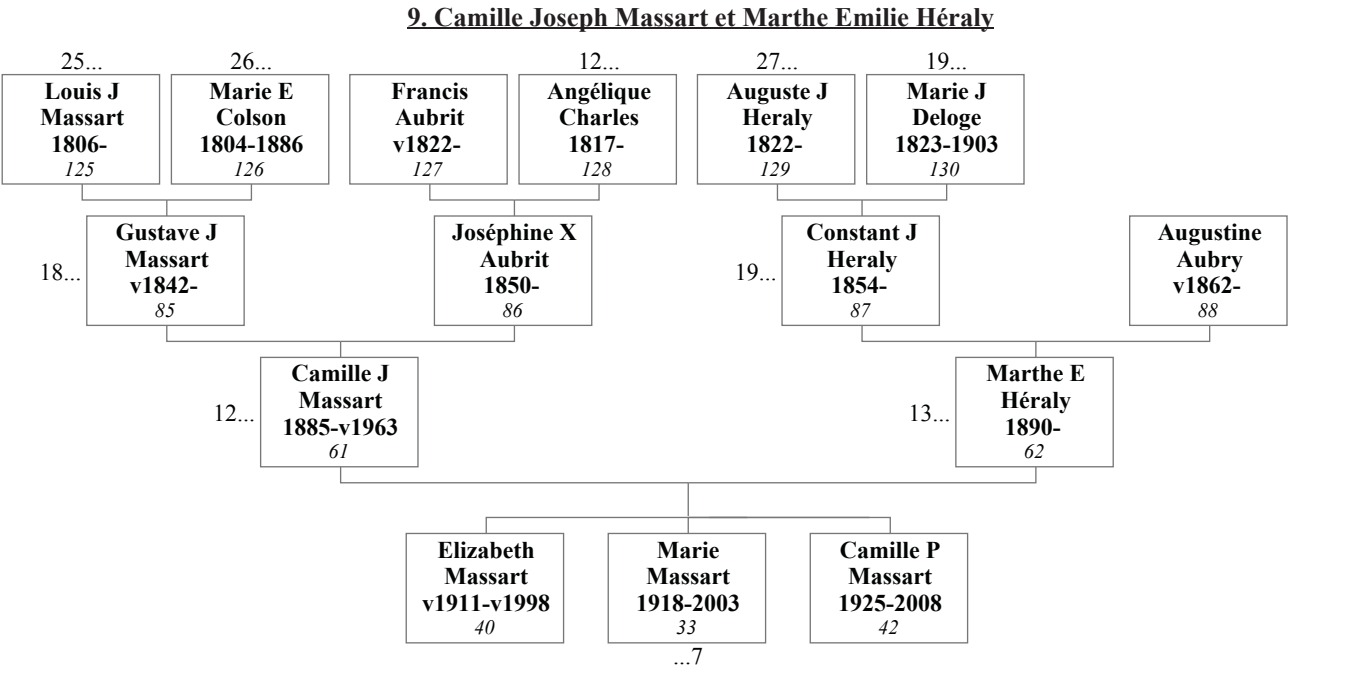 9. Camille Joseph Massart et Marthe Emilie Héraly
25...
26...
12...
27...
19...
Louis J
Massart
1806-
125
Marie E
Colson
1804-1886
126
Francis
Aubrit
v1822-
127
Angélique
Charles
1817-
128
Auguste J
Heraly
1822-
129
Marie J
Deloge
1823-1903
130
18...
Gustave J
Massart
v1842-
85
Joséphine X
Aubrit
1850-
86
19...
Constant J
Heraly
1854-
87
Augustine
Aubry
v1862-
88
12...
Camille J
Massart
1885-v1963
61
13...
Marthe E
Héraly
1890-
62
Elizabeth
Massart
v1911-v1998
40
Marie
Massart
1918-2003
33
Camille P
Massart
1925-2008
42
...7